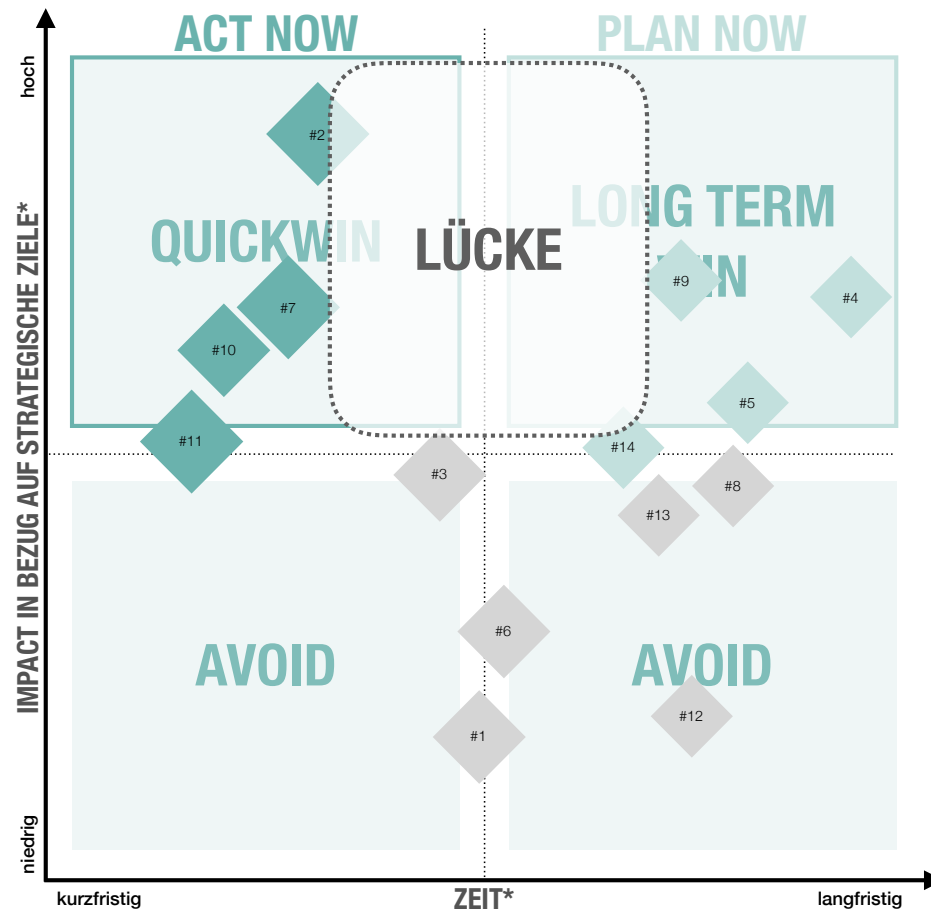 ACT NOW
PLAN NOW
hoch
#2
LONG TERM
WIN
QUICKWIN
LÜCKE
#9
#4
#7
#10
#5
#11
#14
#3
#8
#13
IMPACT IN BEZUG AUF STRATEGISCHE ZIELE*
#6
AVOID
AVOID
#12
#1
niedrig
kurzfristig
ZEIT*
langfristig